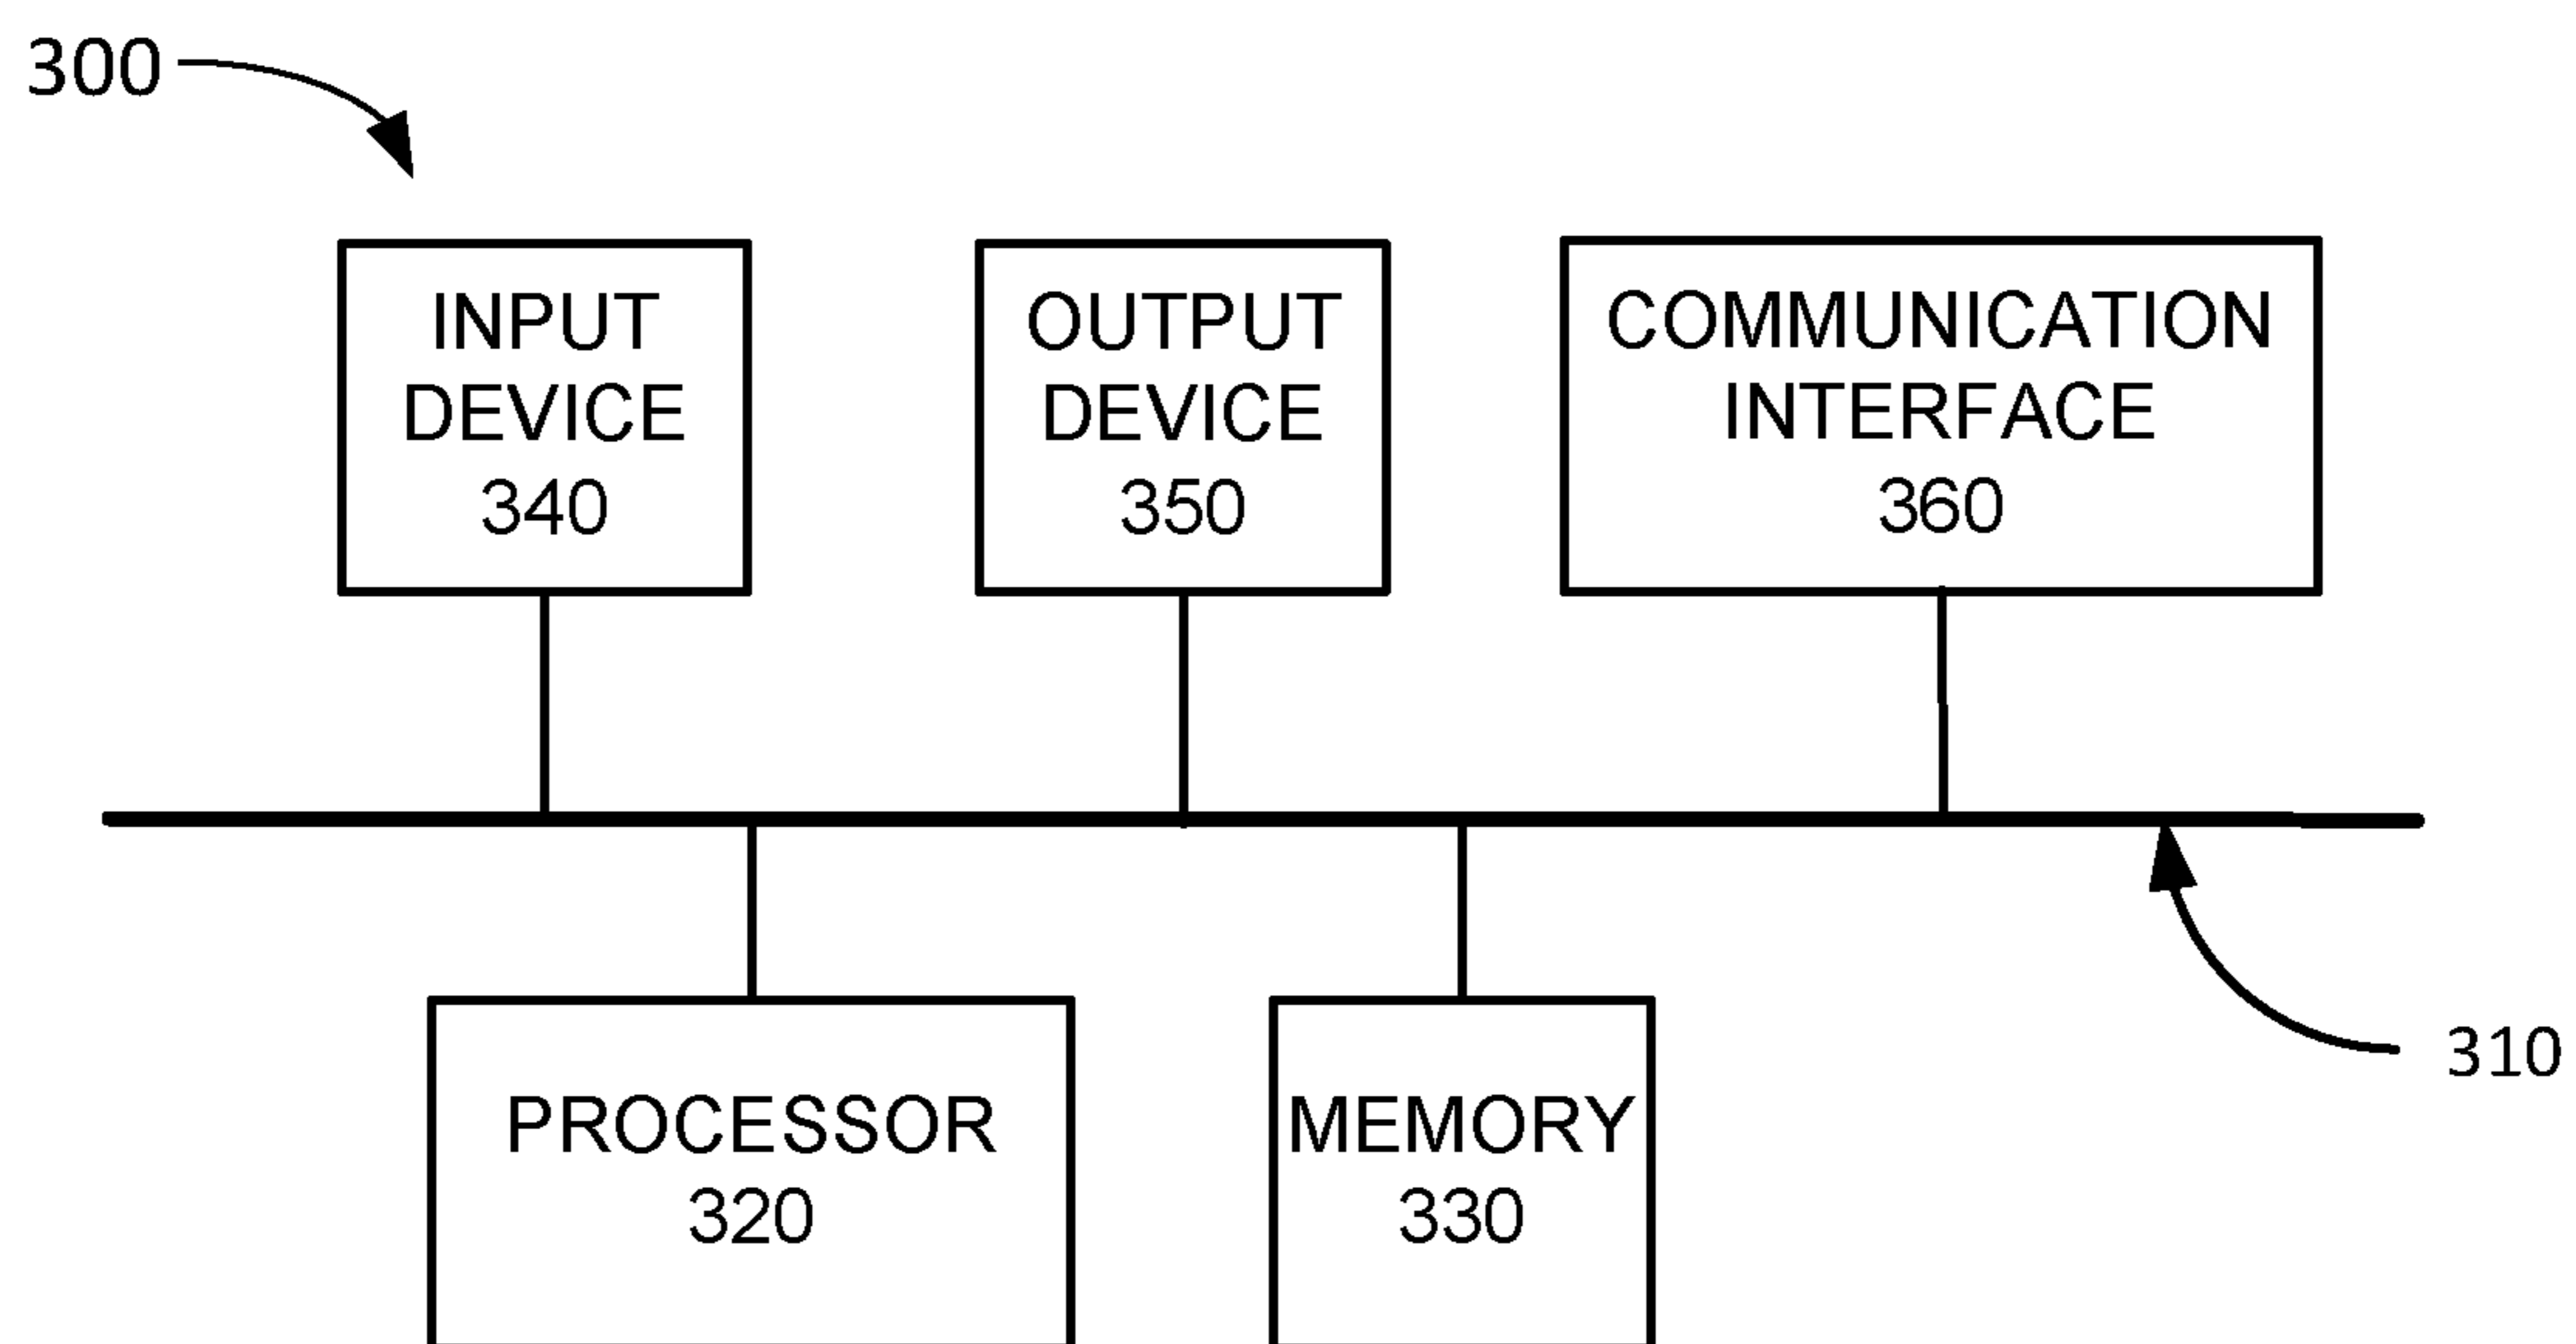 300
INPUT
DEVICE
340
OUTPUT
DEVICE
350
COMMUNICATION
INTERFACE
360
310
PROCESSOR
320
MEMORY
330